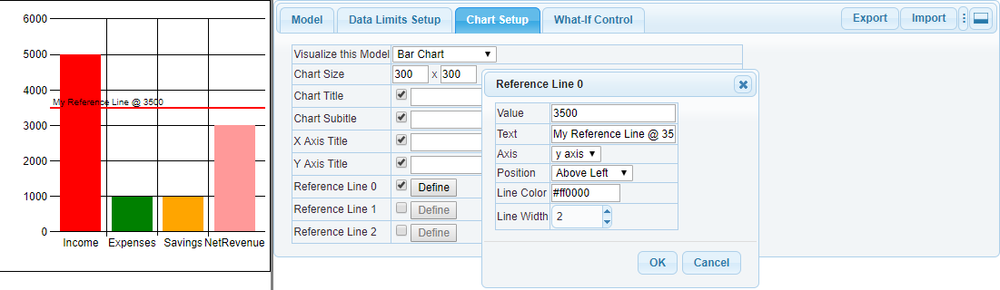 6000
5000
4000
My Reference Line @ 3500
3000
2000
1000
0
Income Expenses Savings NetRevenue
Model Data Limits Setup Chart Setup What-If Control Export Import
Visualize this Model Bar Chart
Chart Size 300 x 300
Chart Title
Chart Subitle
X Axis Title
Y Axis Title
Reference Line 0 Define
Reference Line 1 Define
Reference Line 2 Define
Reference Line 0
Value 3500
Text My Reference Line @ 35
Axis y axis
Position Above Left
Line Color #ff0000
Line Width 2
OK Cancel